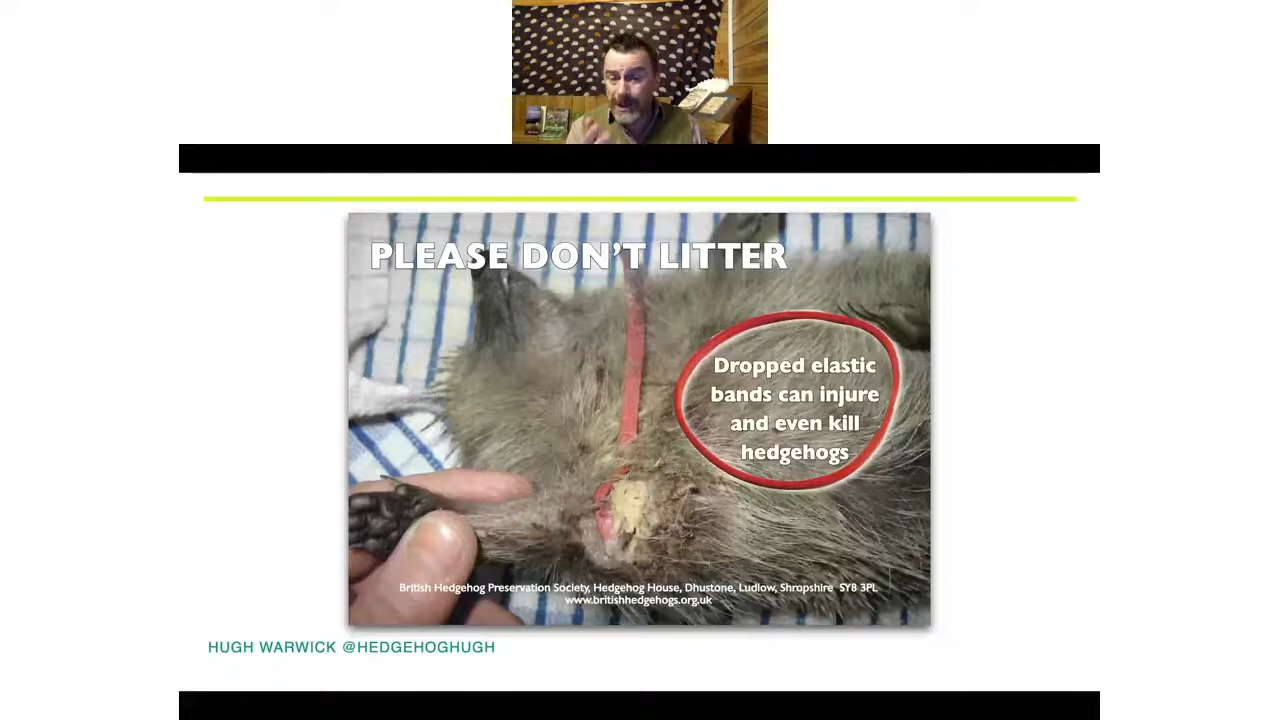 PLEASE DON'T LITTER
Dropped elastic
bands can injure
and even kill
hedgehogs
British Hedgehog Preservation Society, Hedgehog House, Dhustone, Ludlow, Shropshire SY8 3PL
www.britishhedgehogs.org.uk
HUGH WARWICK @HEDGEHOGHUGH